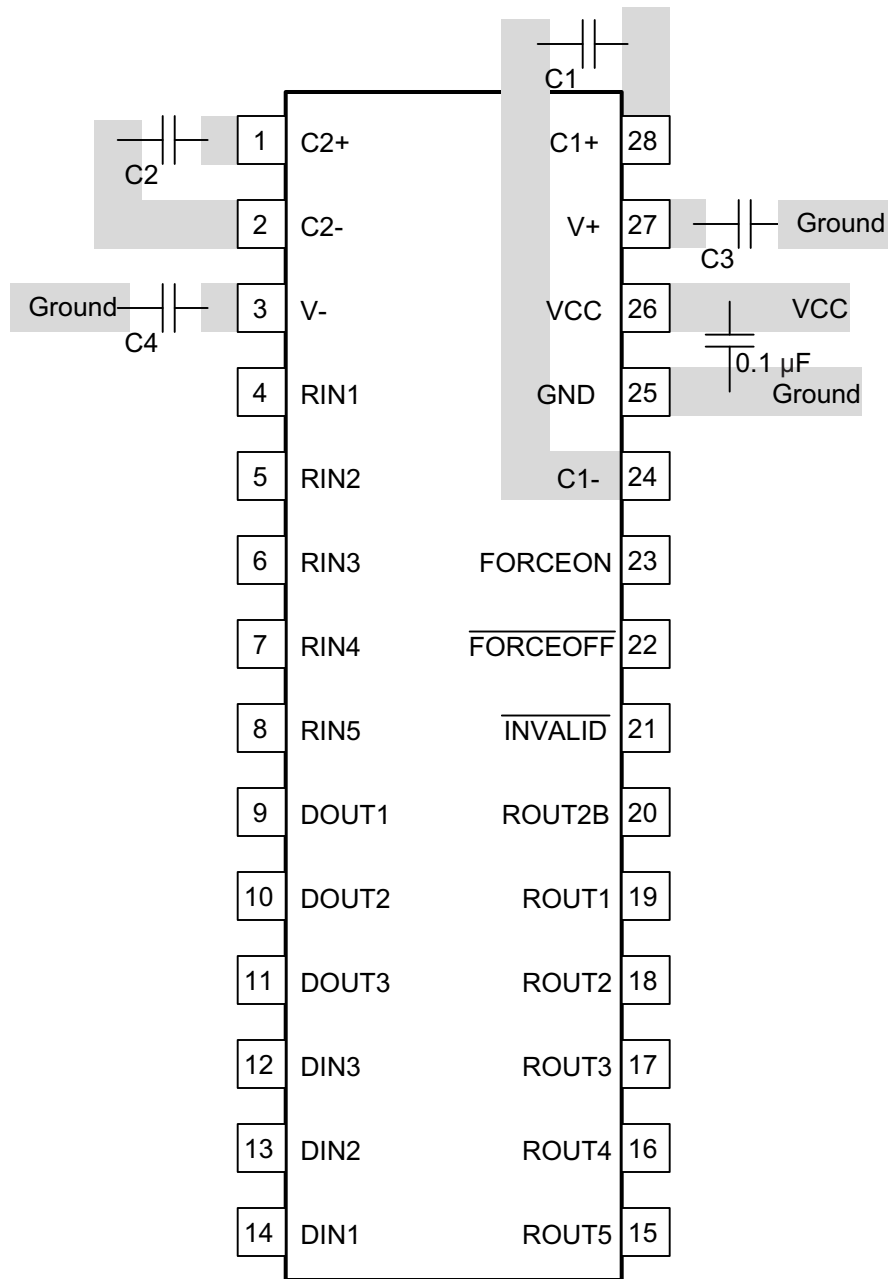 C1
1 C2+ C1+ 28
C2
2 C2- V+ 27 Ground
C3
Ground 3 V- VCC 26 VCC
C4
0.1 µF
4 RIN1 GND 25 Ground
5 RIN2 C1- 24
6 RIN3 FORCEON 23
7 RIN4 FORCEOFF 22
8 RIN5 INVALID 21
9 DOUT1 ROUT2B 20
10 DOUT2 ROUT1 19
11 DOUT3 ROUT2 18
12 DIN3 ROUT3 17
13 DIN2 ROUT4 16
14 DIN1 ROUT5 15